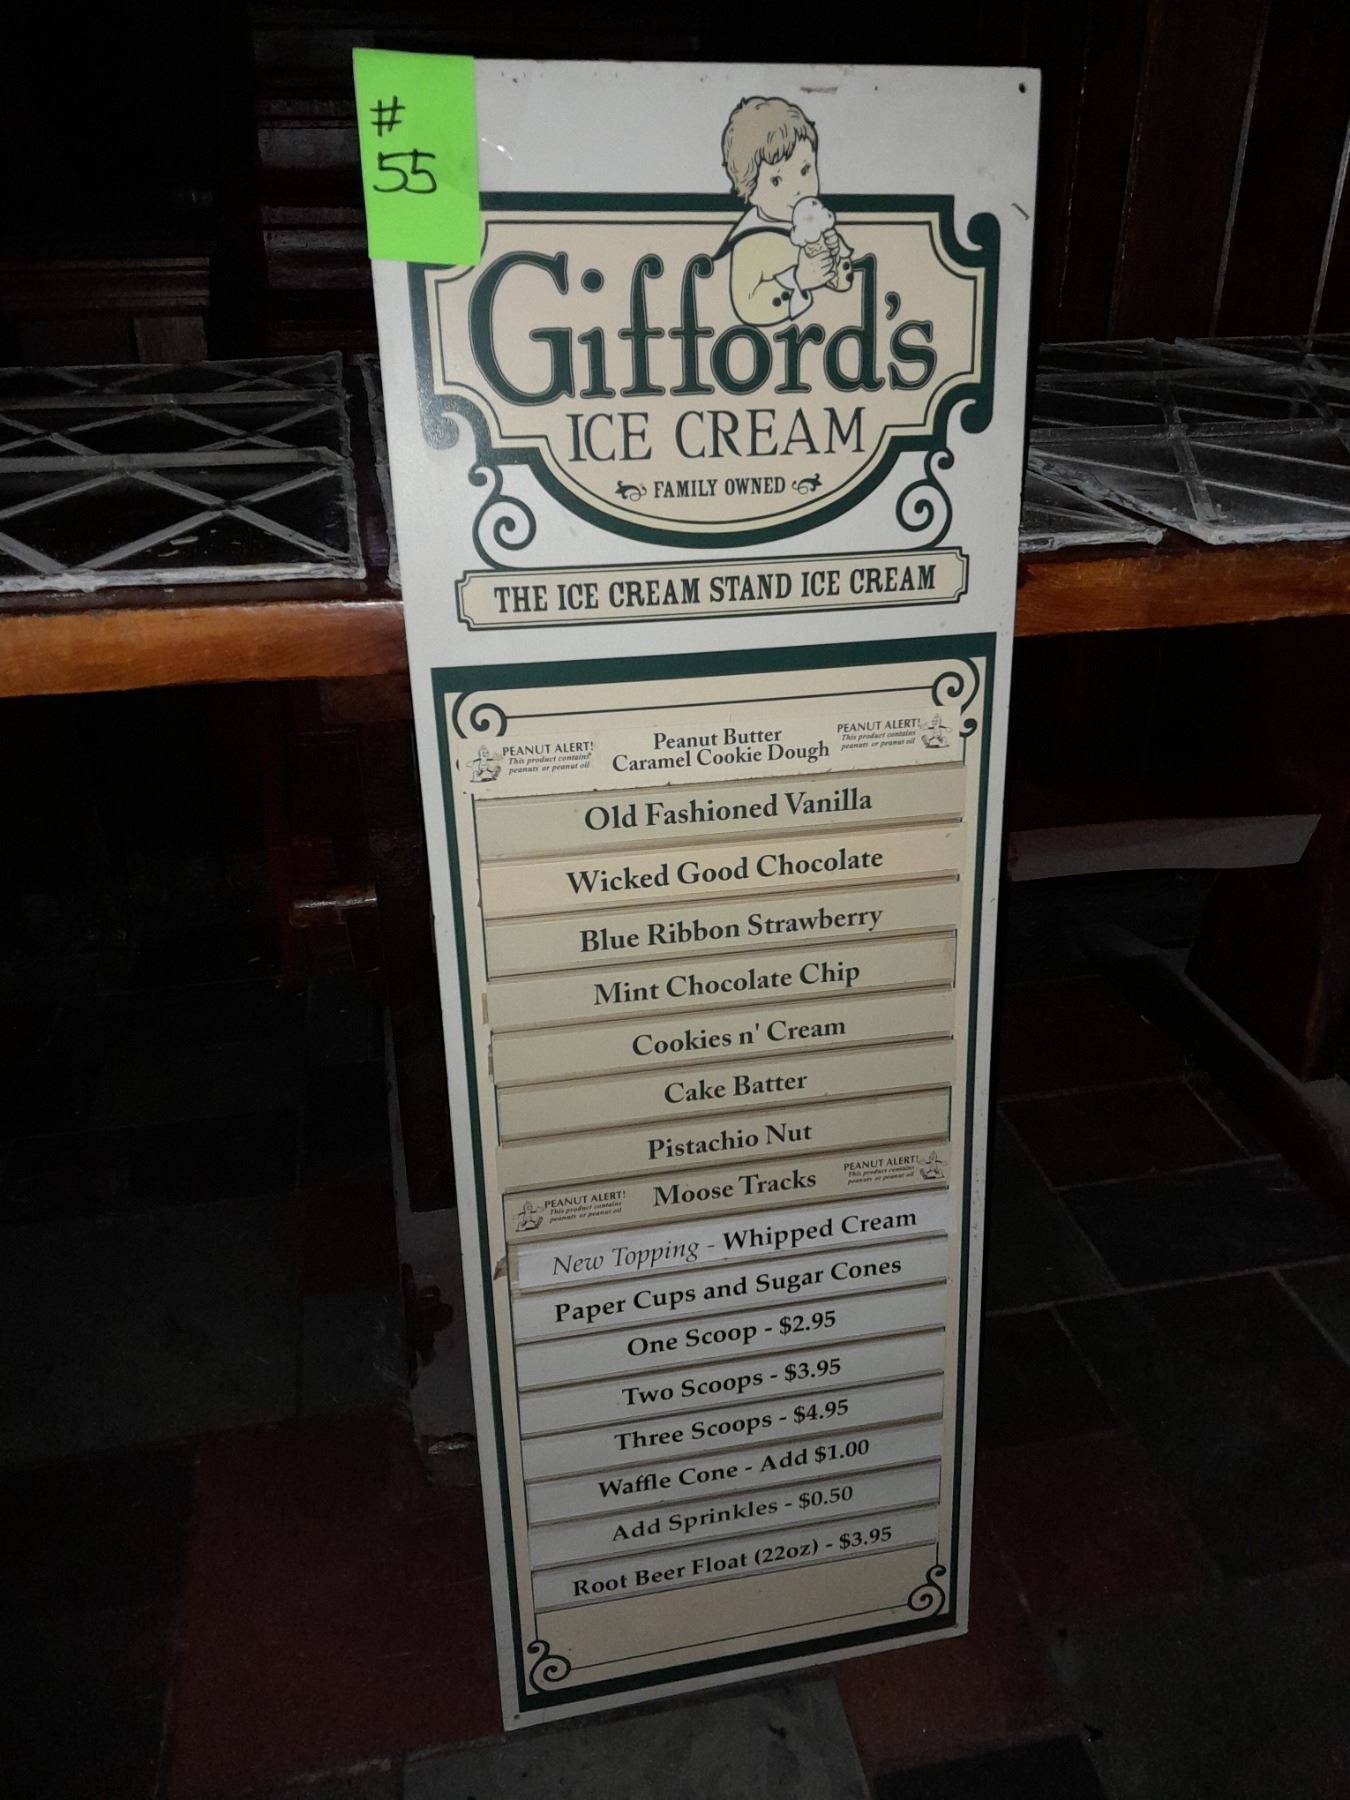 #
55
Gifford's
ICE CREAM
FAMILY OWNED
THE ICE CREAM STAND ICE CREAM
PEANUT ALERT!
This product contains
peanuts or peanut oil
Peanut Butter
Caramel Cookie Dough
PEANUT ALERT!
This product contains
peanuts or peanut oil
Old Fashioned Vanilla
Wicked Good Chocolate
Blue Ribbon Strawberry
Mint Chocolate Chip
Cookies n' Cream
Cake Batter
Pistachio Nut
PEANUT ALERT!
This product contains
peanuts or peanut oil
Moose Tracks
PEANUT ALERT!
This product contains
peanuts or peanut oil
New Topping - Whipped Cream
Paper Cups and Sugar Cones
One Scoop - $2.95
Two Scoops - $3.95
Three Scoops - $4.95
Waffle Cone - Add $1.00
Add Sprinkles - $0.50
Root Beer Float (22oz) - $3.95